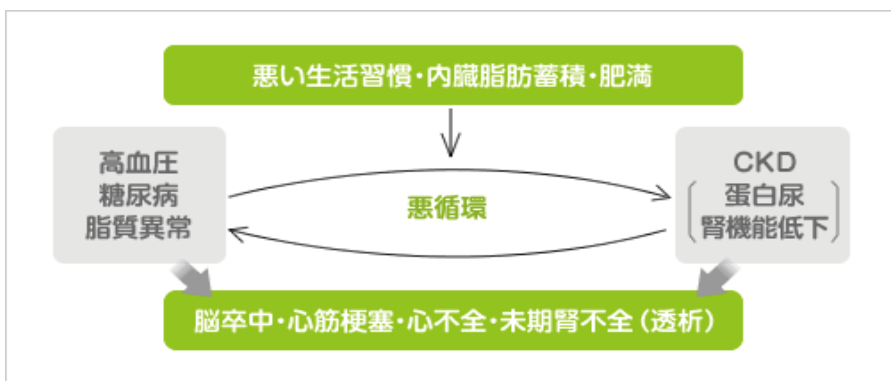 悪い生活習慣・内臓脂肪蓄積・肥満
高血圧
糖尿病
脂質異常
悪循環
CKD
蛋白尿
腎機能低下
脳卒中・心筋梗塞・心不全・未期腎不全（透析）